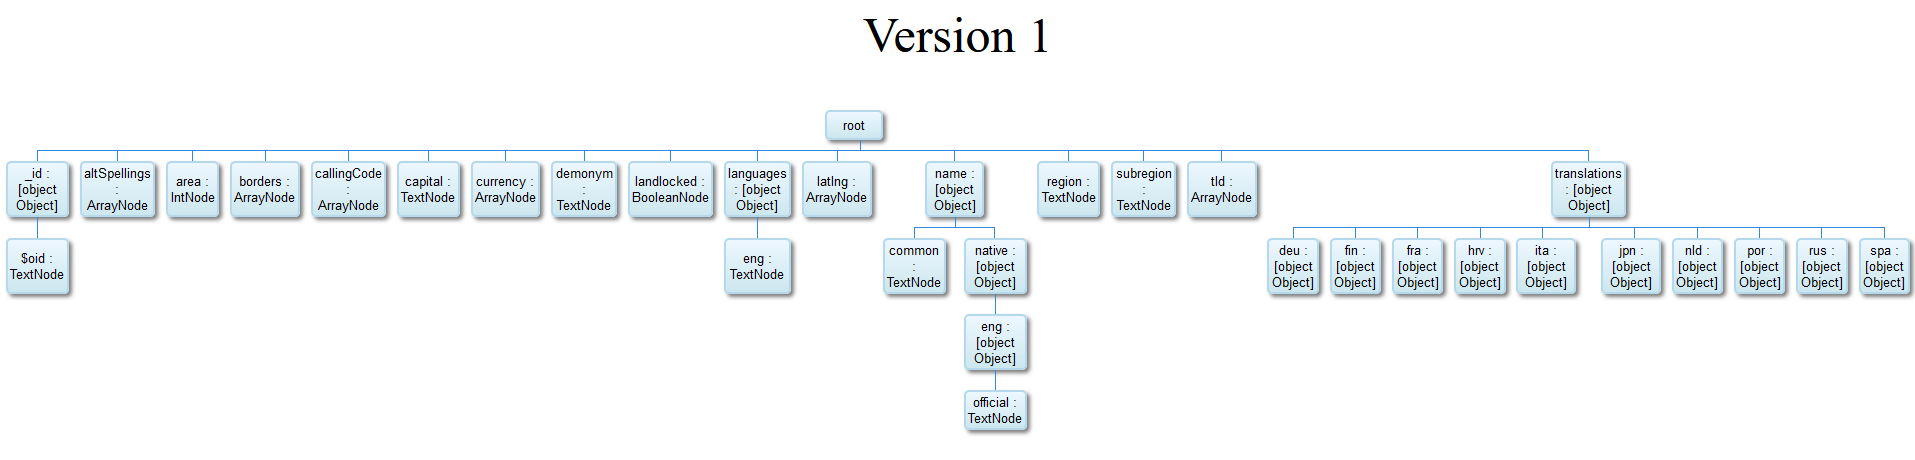 Version 1
root
_id :
[object
Object]
altSpellings
:
ArrayNode
area :
IntNode
borders :
ArrayNode
callingCode
:
ArrayNode
capital :
TextNode
currency :
ArrayNode
demonym
:
TextNode
landlocked :
BooleanNode
languages
: [object
Object]
latlng :
ArrayNode
name :
[object
Object]
region :
TextNode
subregion
:
TextNode
tld :
ArrayNode
translations
: [object
Object]
$oid :
TextNode
eng :
TextNode
common
:
TextNode
native :
[object
Object]
deu :
[object
Object]
fin :
[object
Object]
fra :
[object
Object]
hrv :
[object
Object]
ita :
[object
Object]
jpn :
[object
Object]
nld :
[object
Object]
por :
[object
Object]
rus :
[object
Object]
spa :
[object
Object]
eng :
[object
Object]
official :
TextNode